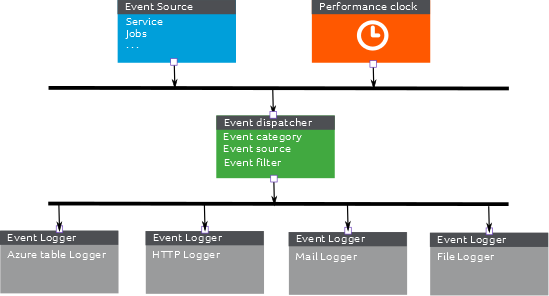 Event Source
Service
Jobs
...
Performance clock
Event dispatcher
Event category
Event source
Event filter
Event Logger
Azure table Logger
Event Logger
HTTP Logger
Event Logger
Mail Logger
Event Logger
File Logger